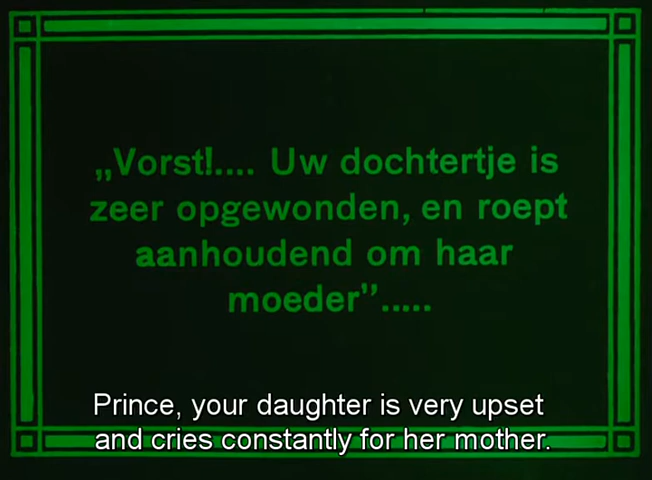 „Vorst!.... Uw dochtertje is
zeer opgewonden, en roept
aanhoudend om haar
moeder”.....
Prince, your daughter is very upset
and cries constantly for her mother.